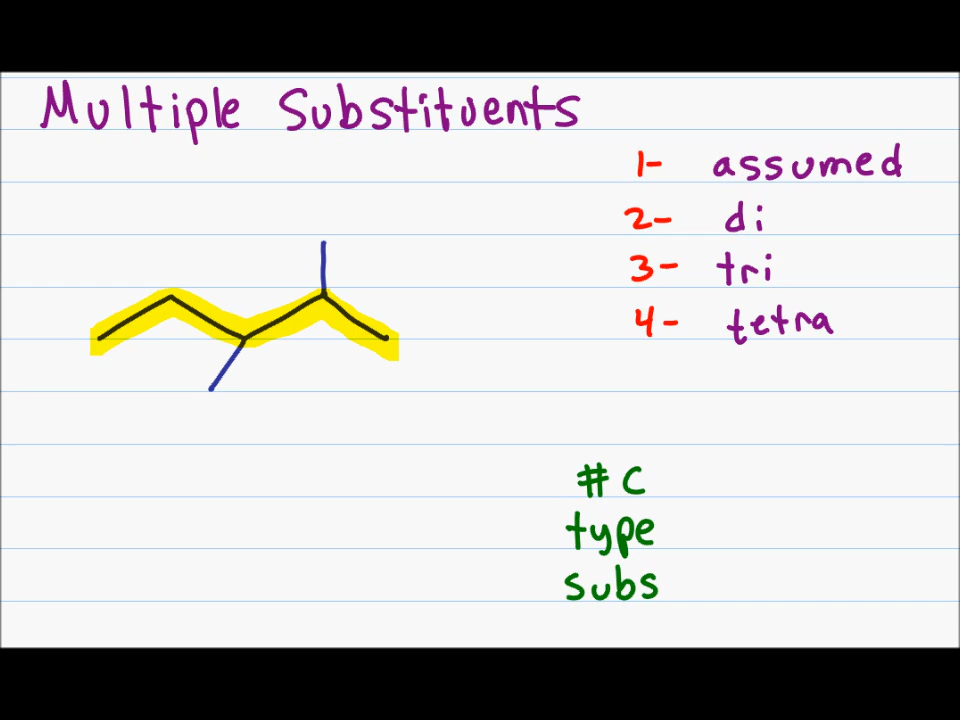 Multiple Substituents
1- assumed
2- di
3- tri
4- tetra
# C
type
subs